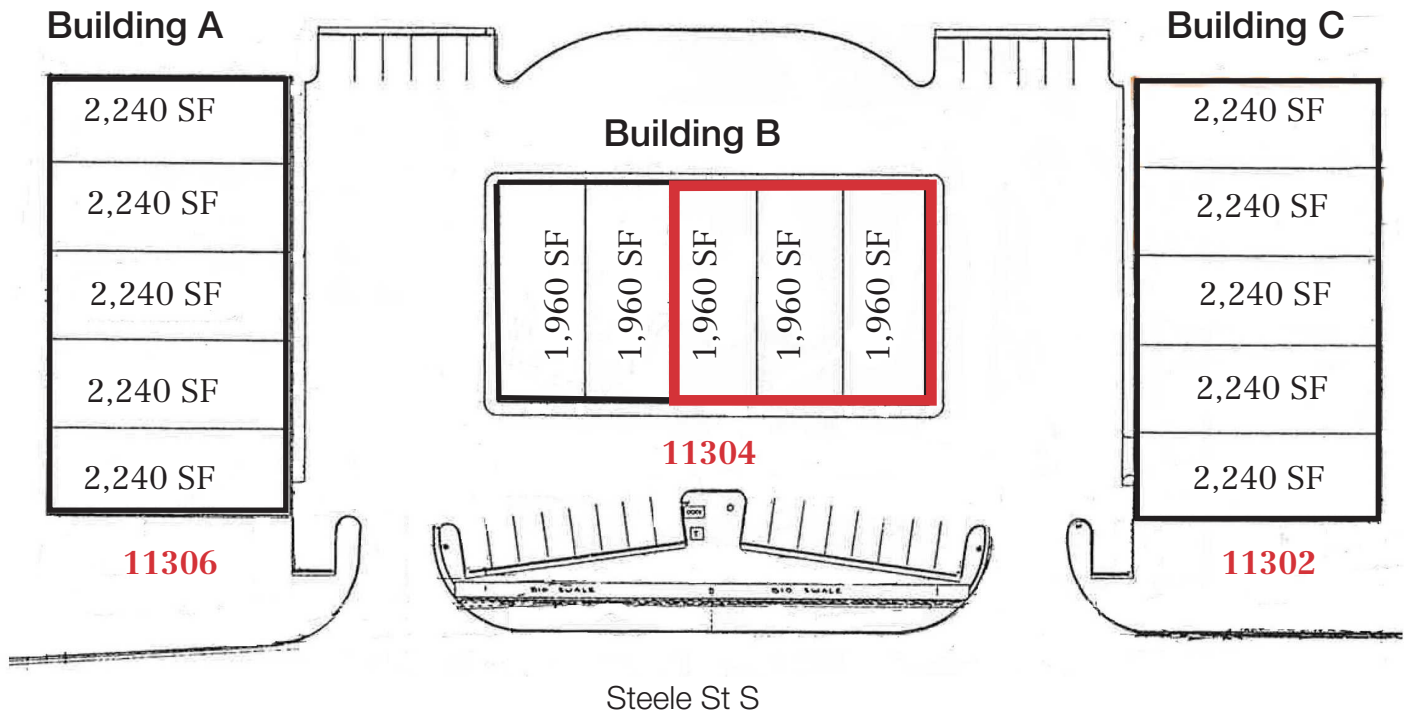 Building A
2,240 SF
2,240 SF
2,240 SF
2,240 SF
2,240 SF
11306
Building B
1,960 SF
1,960 SF
1,960 SF
1,960 SF
1,960 SF
11304
Building C
2,240 SF
2,240 SF
2,240 SF
2,240 SF
2,240 SF
11302
T
BIO SWALE
BIO SWALE
Steele St S